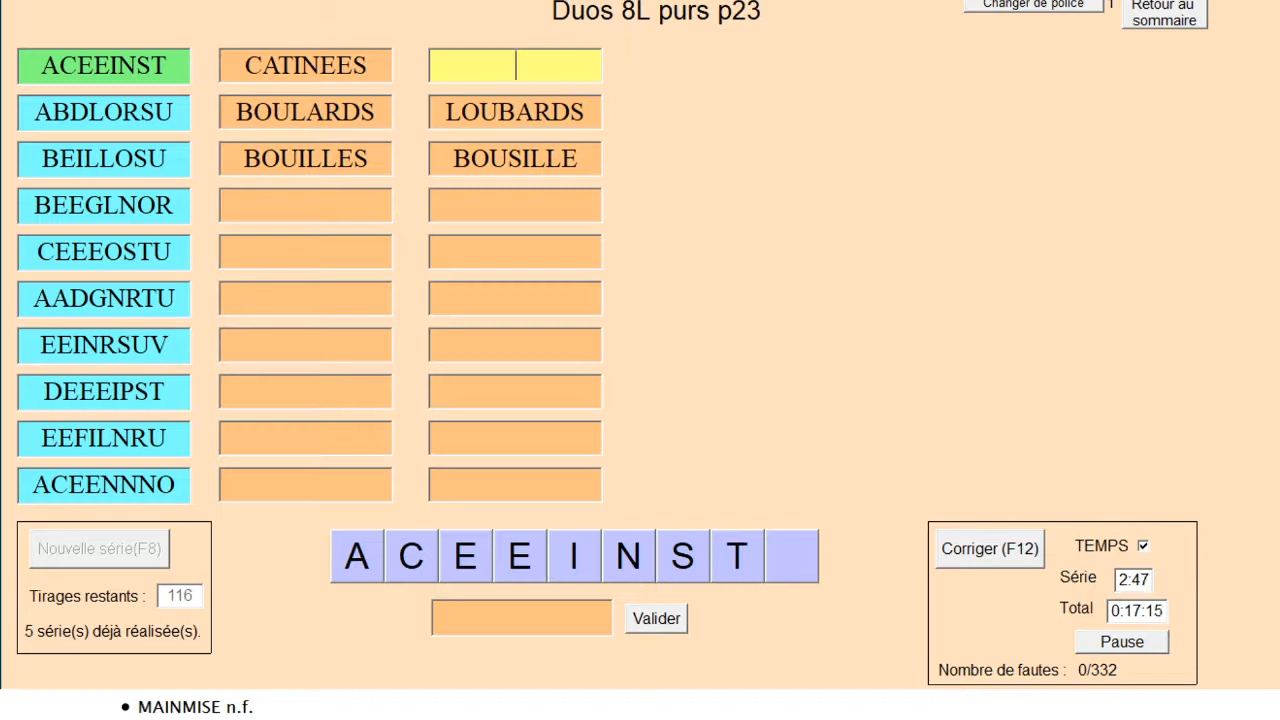 Duos 8L purs p23
Changer de police 1 Retour au sommaire
ACEEINST CATINEES
ABDLORSU BOULARDS LOUBARDS
BEILLOSU BOUILLES BOUSILLE
BEEGLNOR
CEEEOSTU
AADGNRTU
EEINRSUV
DEEEIPST
EEFILNRU
ACEENNNO
Nouvelle série(F8)
Tirages restants : 116
5 série(s) déjà réalisée(s).
A C E E I N S T
Valider
Corriger (F12) TEMPS
Série 2:47
Total 0:17:15
Pause
Nombre de fautes : 0/332
• MAINMISE n.f.